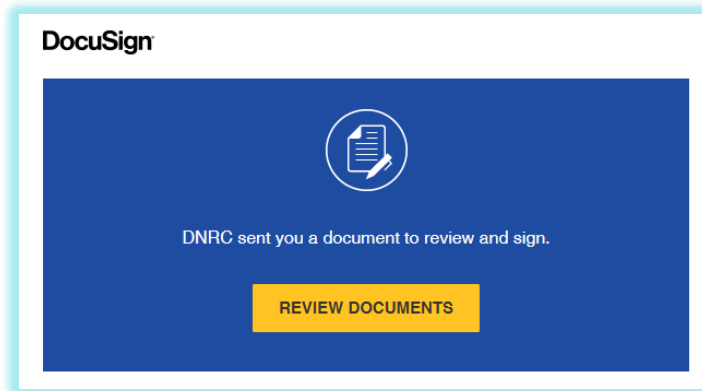 DocuSign
DNRC sent you a document to review and sign.
REVIEW DOCUMENTS